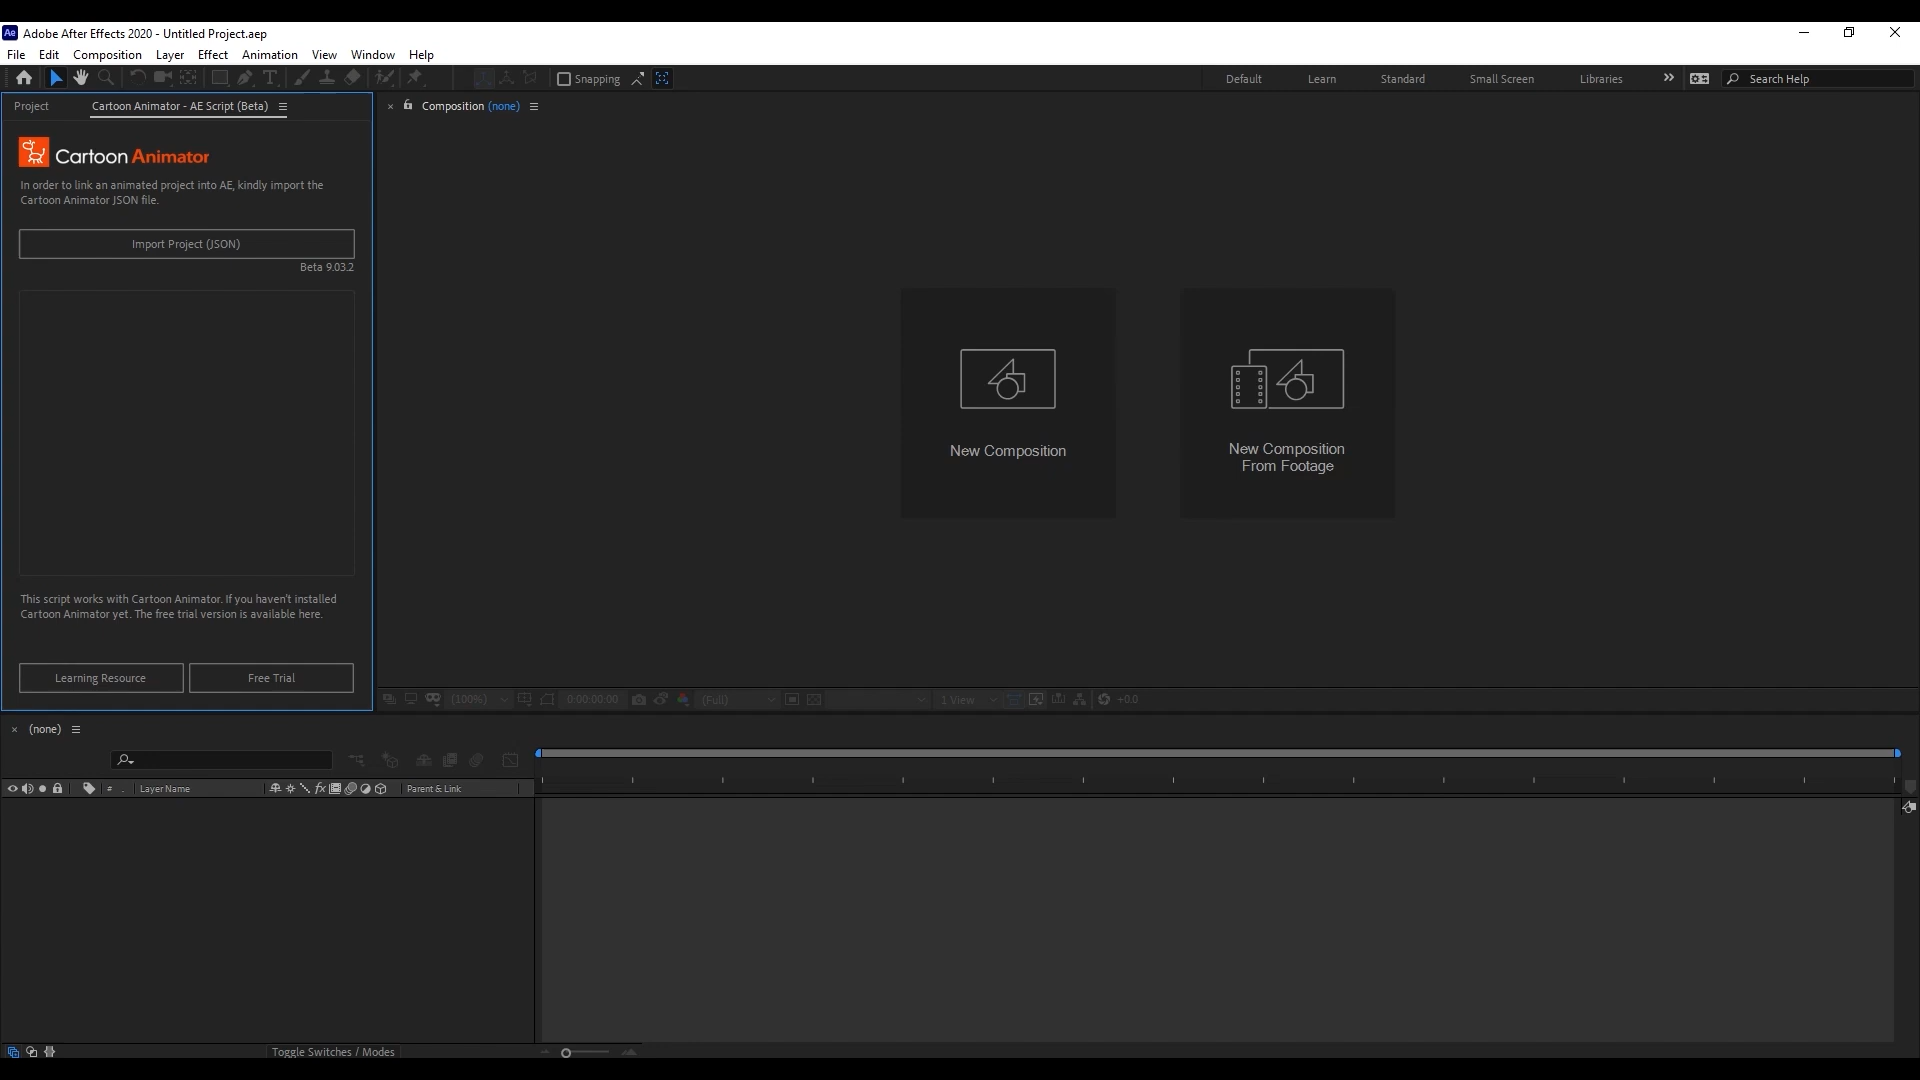 Ae Adobe After Effects 2020 - Untitled Project.aep
File Edit Composition Layer Effect Animation View Window Help
Snapping
Default Learn Standard Small Screen Libraries Search Help
Project Cartoon Animator - AE Script (Beta)
Composition (none)
Cartoon Animator
In order to link an animated project into AE, kindly import the
Cartoon Animator JSON file.
Import Project (JSON)
Beta 9.03.2
New Composition
New Composition
From Footage
This script works with Cartoon Animator. If you haven't installed
Cartoon Animator yet. The free trial version is available here.
Learning Resource Free Trial
(100%) 0:00:00:00 (Full) 1 View +0.0
(none)
# . Layer Name fx Parent & Link
Toggle Switches / Modes